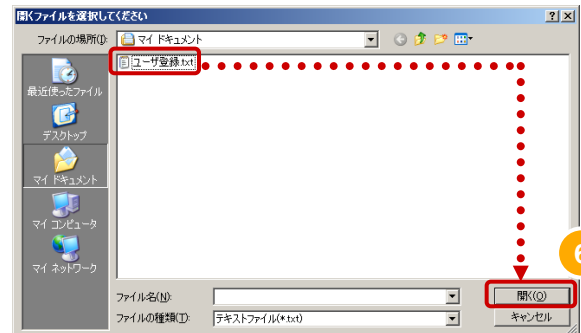 開くファイルを選択してください
ファイルの場所(I):
マイ ドキュメント
ユーザ登録.txt
最近使ったファイル
デスクトップ
マイ ドキュメント
マイ コンピュータ
マイ ネットワーク
6
ファイル名(N):
開く(O)
ファイルの種類(T):
テキストファイル(*.txt)
キャンセル